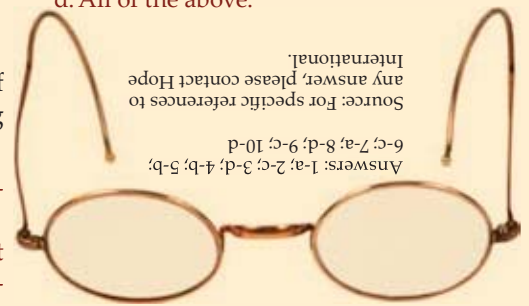 d. All of the above.
f
g
-
t
-
Answers: 1-a; 2-c; 3-d; 4-b; 5-b;
6-c; 7-a; 8-d; 9-c; 10-d
Source: For specific references to
any answer, please contact Hope
International.